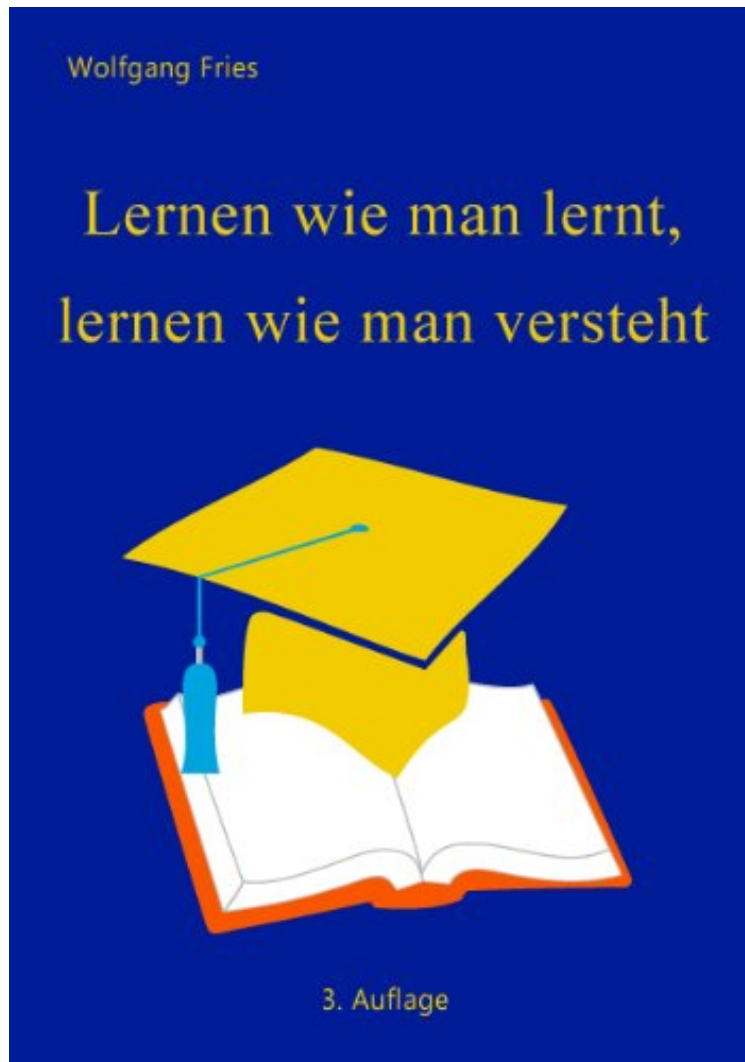 Wolfgang Fries
Lernen wie man lernt,
lernen wie man versteht
3. Auflage